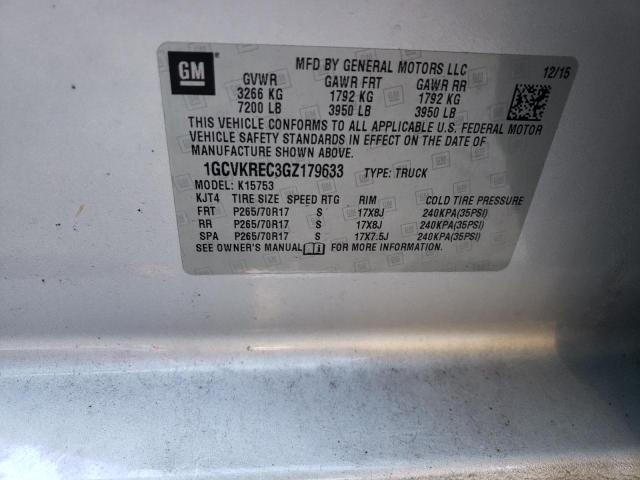 GM
MFD BY GENERAL MOTORS LLC
12/15
GVWR GAWR FRT GAWR RR
3266 KG 1792 KG 1792 KG
7200 LB 3950 LB 3950 LB
THIS VEHICLE CONFORMS TO ALL APPLICABLE U.S. FEDERAL MOTOR
VEHICLE SAFETY STANDARDS IN EFFECT ON THE DATE OF
MANUFACTURE SHOWN ABOVE.
1GCVKREC3GZ179633 TYPE: TRUCK
MODEL: K15753
KJT4 TIRE SIZE SPEED RTG RIM COLD TIRE PRESSURE
FRT P265/70R17 S 17X8J 240KPA(35PSI)
RR P265/70R17 S 17X8J 240KPA(35PSI)
SPA P265/70R17 S 17X7.5J 240KPA(35PSI)
SEE OWNER'S MANUAL FOR MORE INFORMATION.